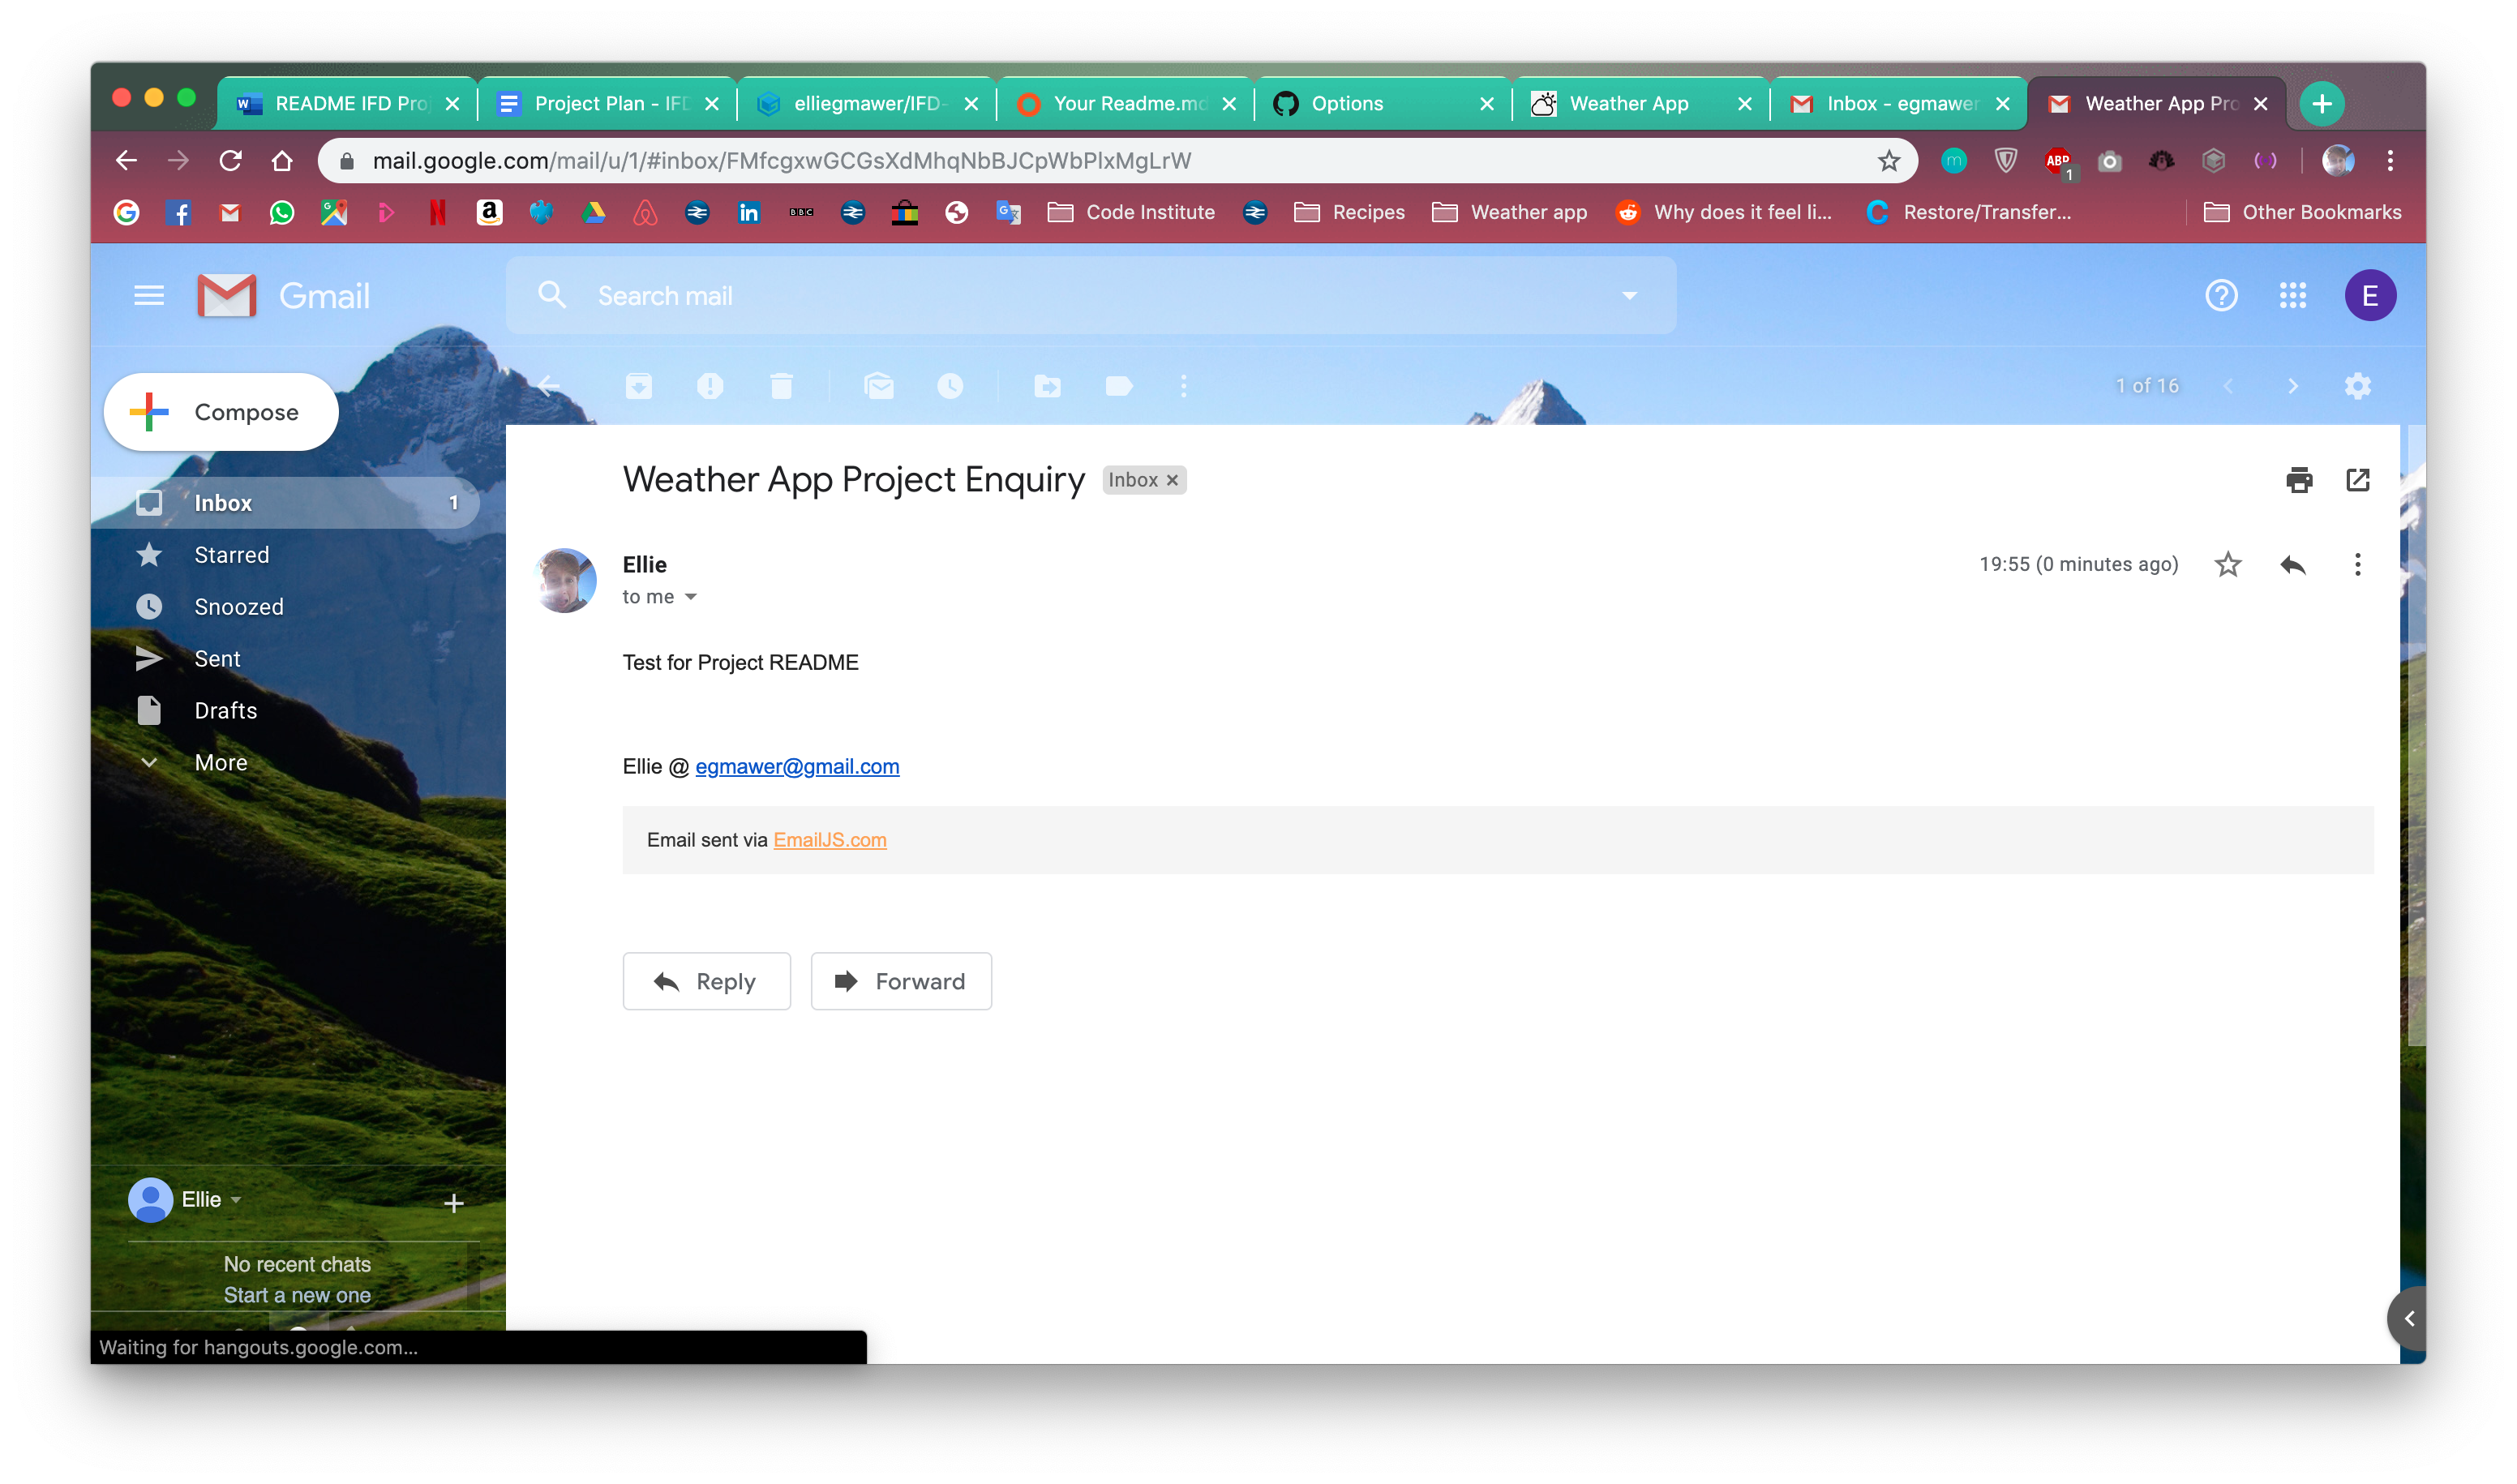 README IFD Pro
Project Plan - IFD
elliegmawer/IFD-
Your Readme.md
Options
Weather App
Inbox - egmawer
Weather App Pro
mail.google.com/mail/u/1/#inbox/FMfcgxwGCGsXdMhqNbBJCpWbPlxMgLrW
ABP
1
BBC
Code Institute
Recipes
Weather app
Why does it feel li...
Restore/Transfer...
Other Bookmarks
Gmail
Search mail
E
Compose
1 of 16
Inbox 1
Starred
Snoozed
Sent
Drafts
More
Weather App Project Enquiry
Inbox
Ellie
19:55 (0 minutes ago)
to me
Test for Project README
Ellie @ egmawer@gmail.com
Email sent via EmailJS.com
Reply
Forward
Ellie
No recent chats
Start a new one
Waiting for hangouts.google.com...